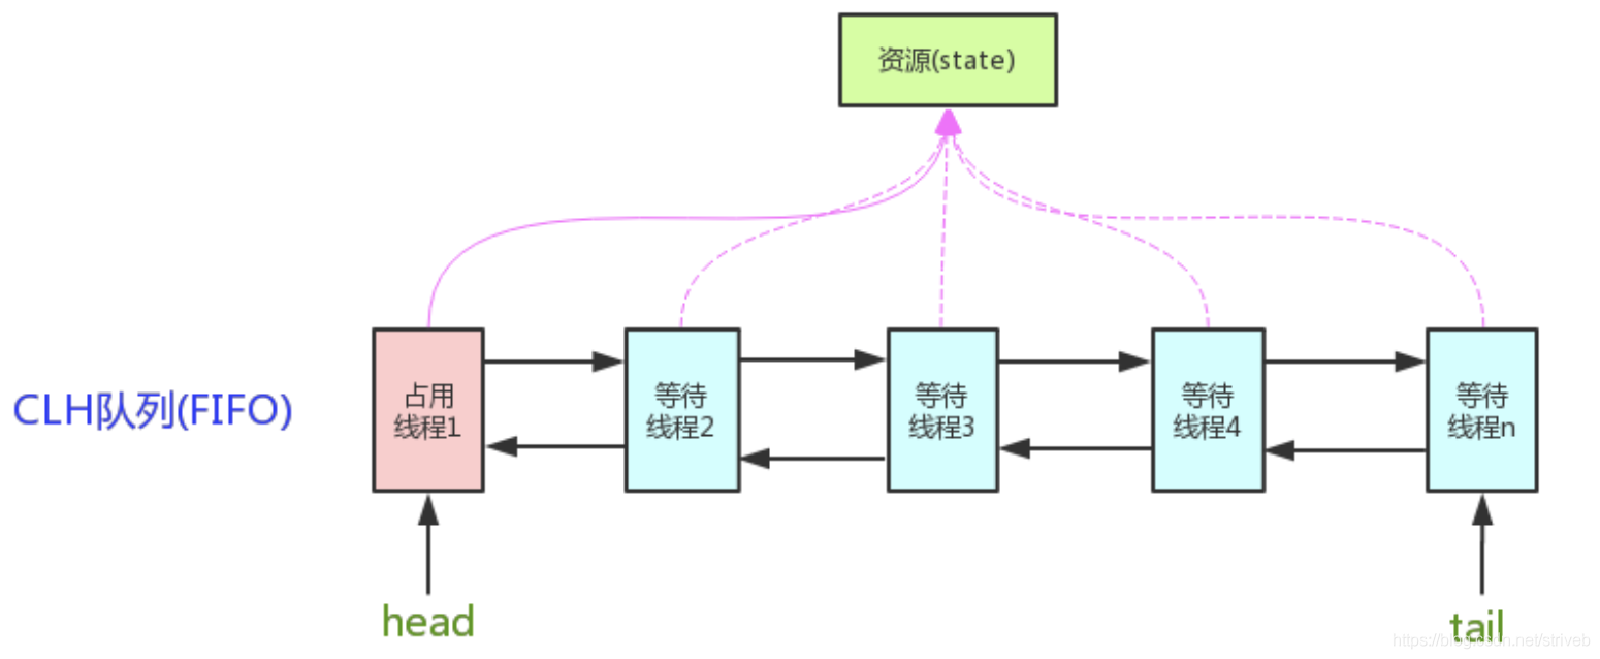 资源(state)
CLH队列(FIFO)
占用
线程1
等待
线程2
等待
线程3
等待
线程4
等待
线程n
head
tail
https://blog.csdn.net/striveb